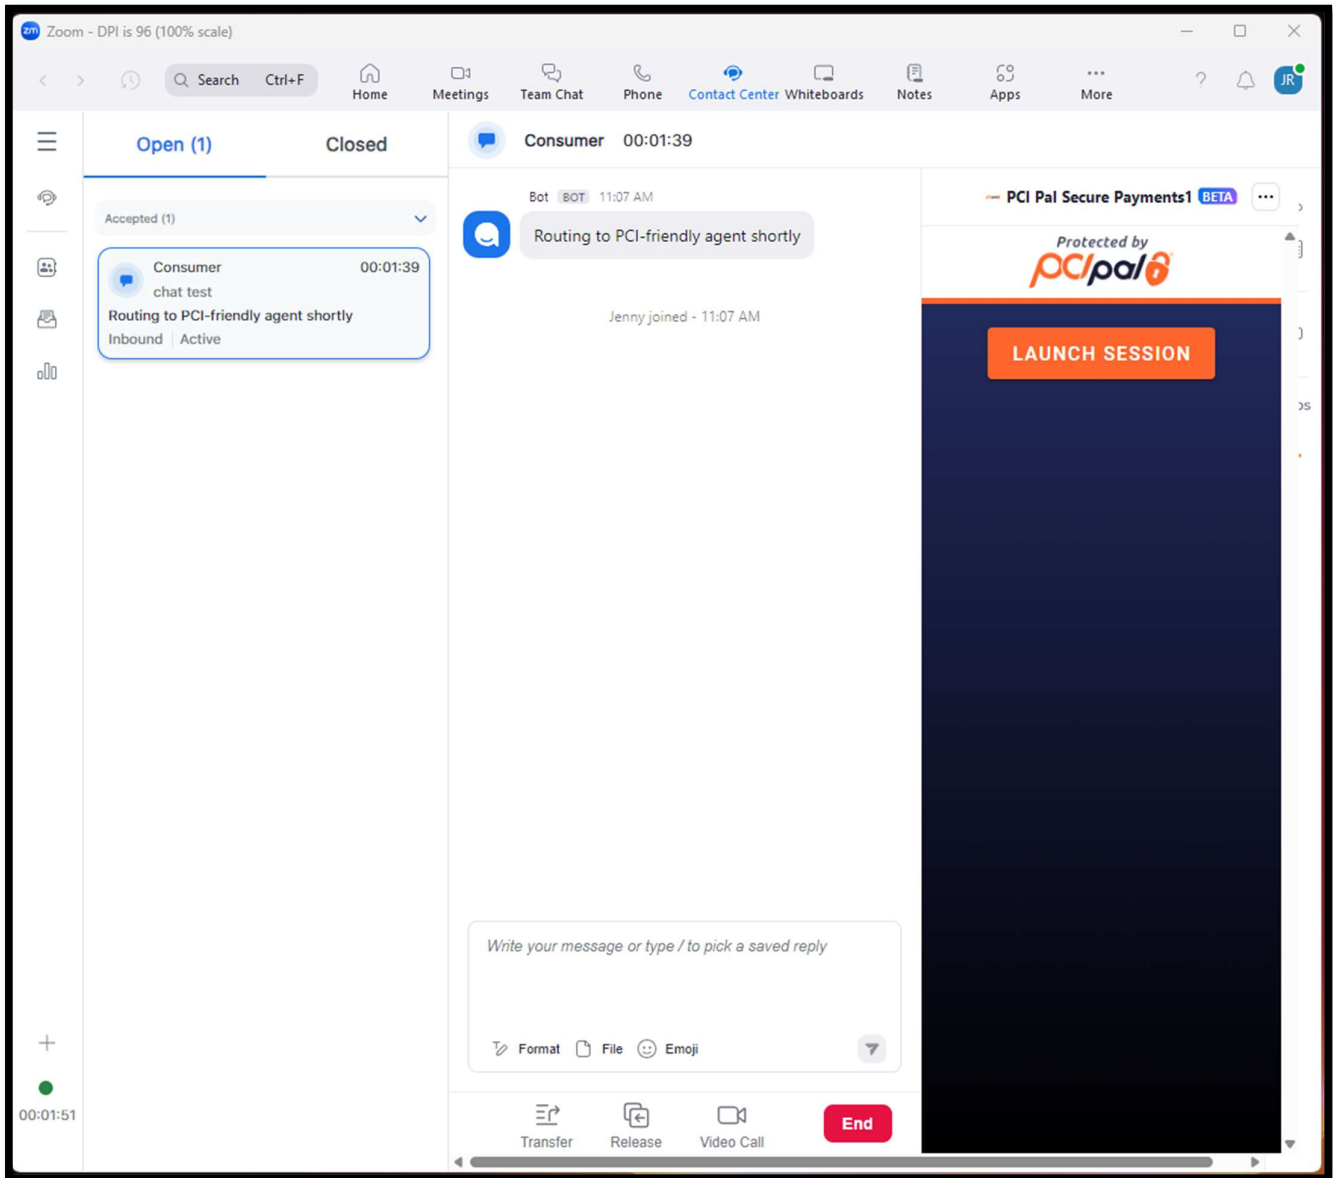 zm Zoom - DPI is 96 (100% scale)
Search Ctrl+F
Home
Meetings
Team Chat
Phone
Contact Center
Whiteboards
Notes
Apps
More
?
JR
Open (1)
Closed
Accepted (1)
Consumer 00:01:39
chat test
Routing to PCI-friendly agent shortly
Inbound Active
00:01:51
Consumer 00:01:39
Bot BOT 11:07 AM
Routing to PCI-friendly agent shortly
Jenny joined - 11:07 AM
Write your message or type / to pick a saved reply
Format File Emoji
Transfer
Release
Video Call
End
PCI Pal Secure Payments1 BETA
Protected by
pcipal
LAUNCH SESSION